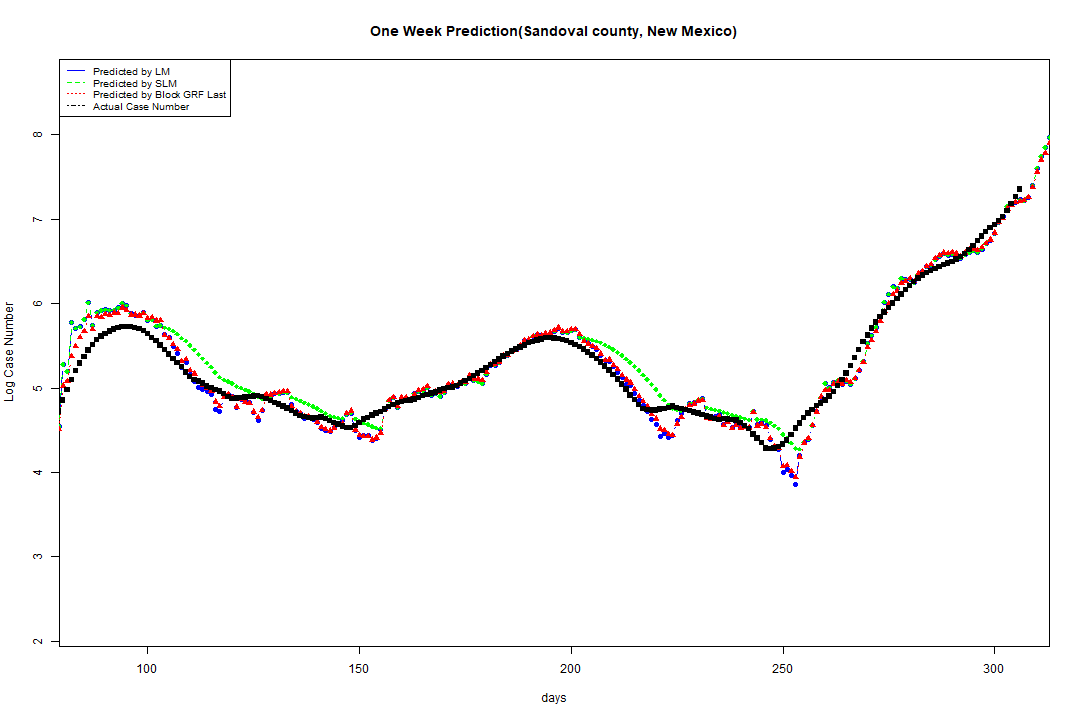 One Week Prediction(Sandoval county, New Mexico)
Predicted by LM
Predicted by SLM
Predicted by Block GRF Last
Actual Case Number
Log Case Number
8
7
6
5
4
3
2
100 150 200 250 300
days